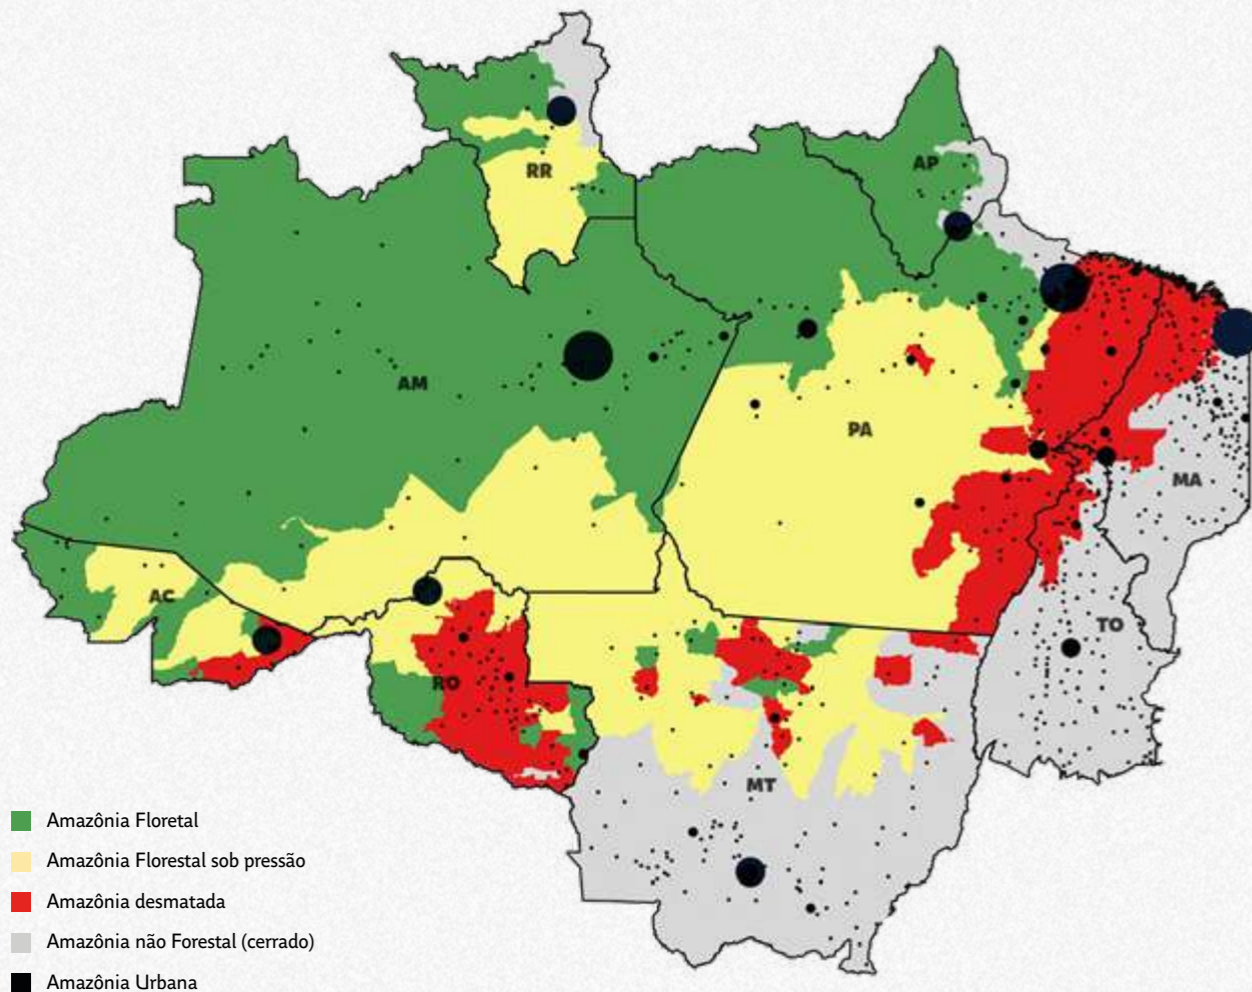 RR
AP
AM
PA
MA
AC
TO
RO
MT
Amazônia Floretal
Amazônia Florestal sob pressão
Amazônia desmatada
Amazônia não Forestal (cerrado)
Amazônia Urbana